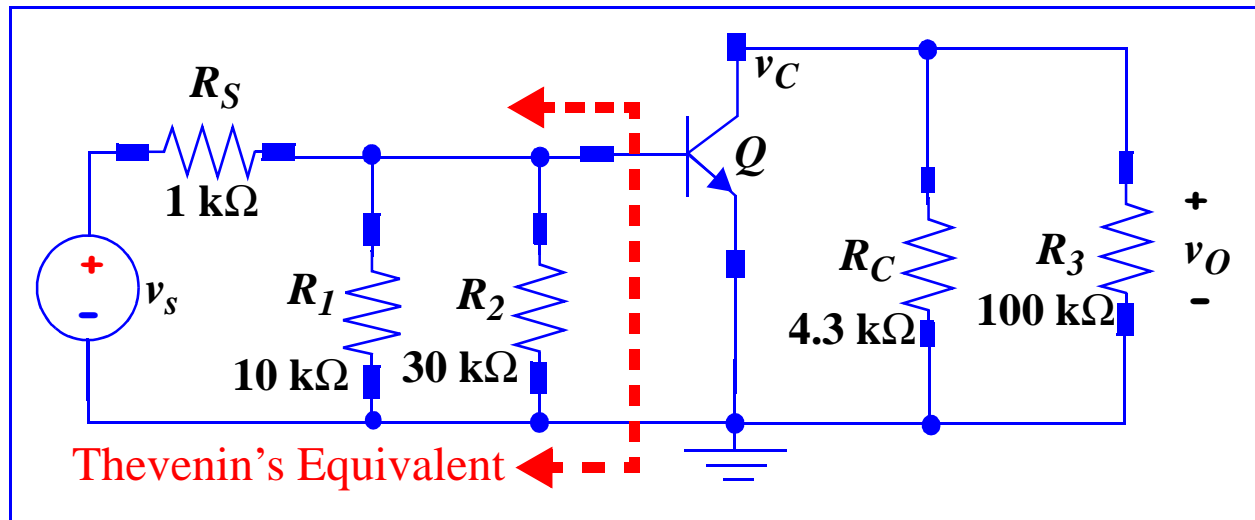 R_S
1 kΩ
+
-
v_s
R_1
10 kΩ
R_2
30 kΩ
v_C
Q
R_C
4.3 kΩ
R_3
100 kΩ
+
v_O
-
Thevenin's Equivalent